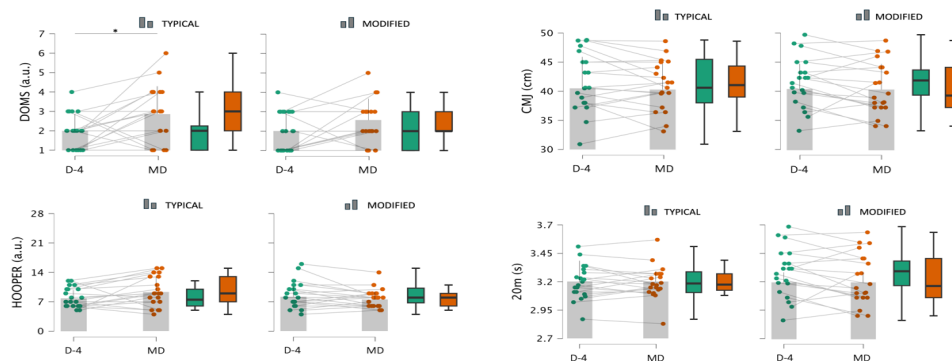 TYPICAL
MODIFIED
*
DOMS (a.u.)
7
6
5
4
3
2
1
D-4
MD
D-4
MD
TYPICAL
MODIFIED
CMJ (cm)
50
45
40
35
30
D-4
MD
D-4
MD
TYPICAL
MODIFIED
HOOPER (a.u.)
28
21
14
7
0
D-4
MD
D-4
MD
TYPICAL
MODIFIED
20m (s)
3.7
3.45
3.2
2.95
2.7
D-4
MD
D-4
MD